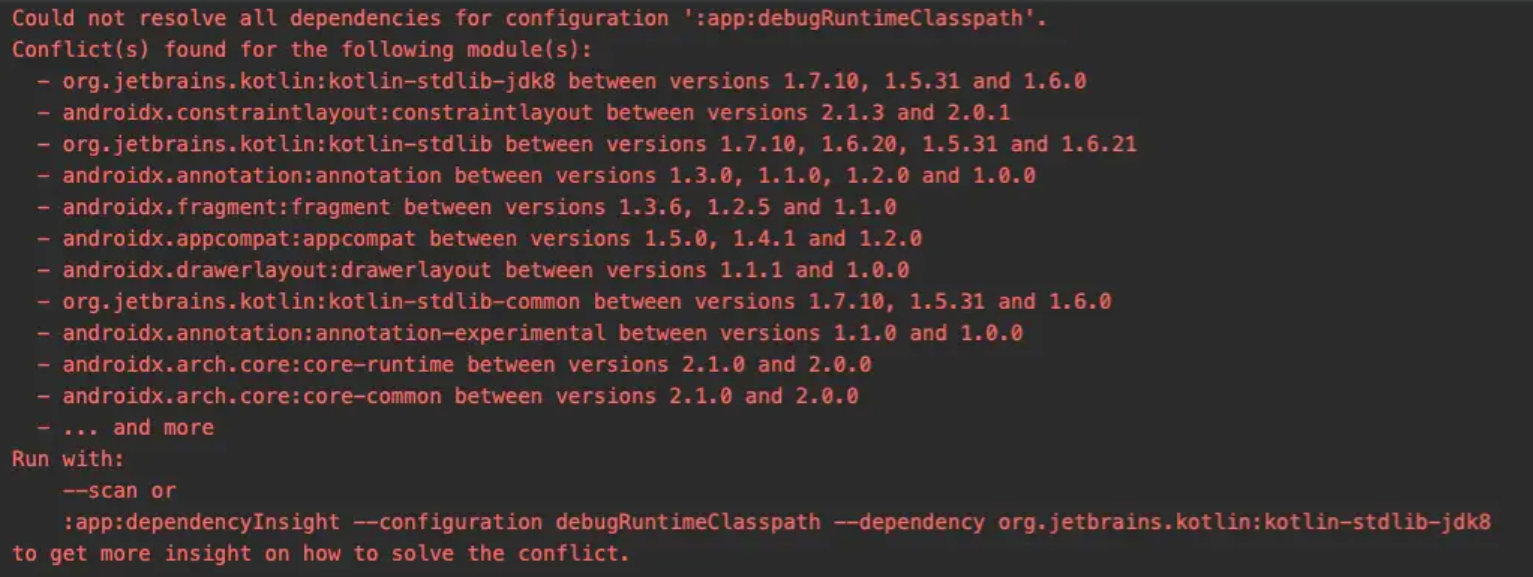 Could not resolve all dependencies for configuration ':app:debugRuntimeClasspath'.
Conflict(s) found for the following module(s):
  - org.jetbrains.kotlin:kotlin-stdlib-jdk8 between versions 1.7.10, 1.5.31 and 1.6.0
  - androidx.constraintlayout:constraintlayout between versions 2.1.3 and 2.0.1
  - org.jetbrains.kotlin:kotlin-stdlib between versions 1.7.10, 1.6.20, 1.5.31 and 1.6.21
  - androidx.annotation:annotation between versions 1.3.0, 1.1.0, 1.2.0 and 1.0.0
  - androidx.fragment:fragment between versions 1.3.6, 1.2.5 and 1.1.0
  - androidx.appcompat:appcompat between versions 1.5.0, 1.4.1 and 1.2.0
  - androidx.drawerlayout:drawerlayout between versions 1.1.1 and 1.0.0
  - org.jetbrains.kotlin:kotlin-stdlib-common between versions 1.7.10, 1.5.31 and 1.6.0
  - androidx.annotation:annotation-experimental between versions 1.1.0 and 1.0.0
  - androidx.arch.core:core-runtime between versions 2.1.0 and 2.0.0
  - androidx.arch.core:core-common between versions 2.1.0 and 2.0.0
  - ... and more
Run with:
    --scan or
    :app:dependencyInsight --configuration debugRuntimeClasspath --dependency org.jetbrains.kotlin:kotlin-stdlib-jdk8
to get more insight on how to solve the conflict.